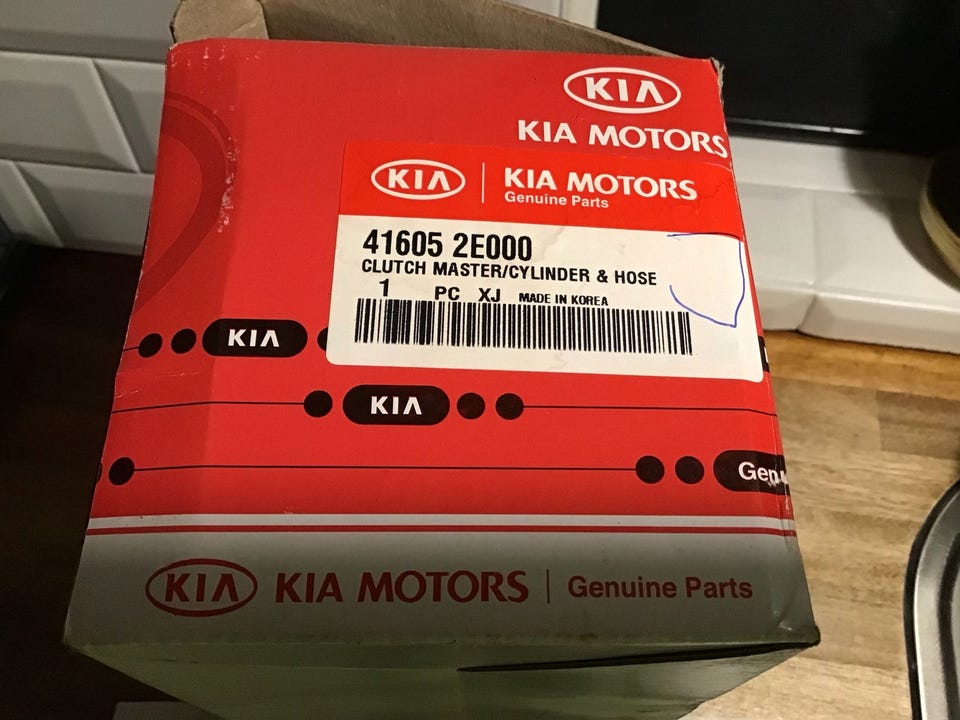 KIA
KIA MOTORS
KIA | KIA MOTORS
Genuine Parts
41605 2E000
CLUTCH MASTER/CYLINDER & HOSE
1 PC XJ MADE IN KOREA
KIA
KIA
Genu
KIA KIA MOTORS | Genuine Parts